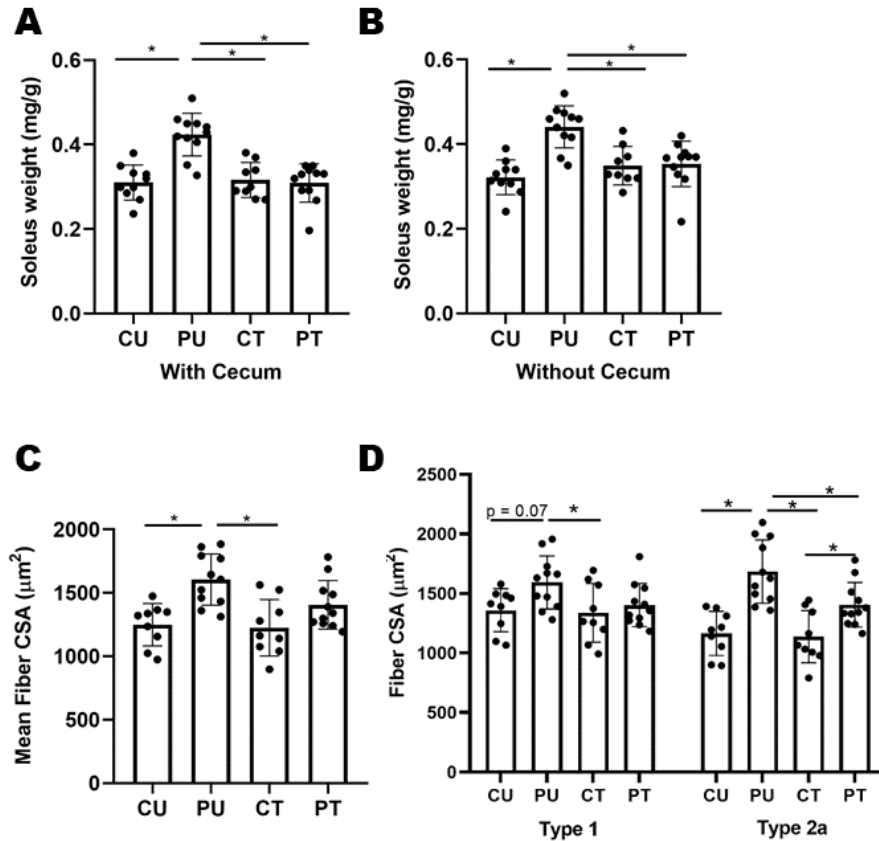 A
*
*
*
0.6
0.4
0.2
0.0
Soleus weight (mg/g)
CU PU CT PT
With Cecum
B
*
*
*
0.6
0.4
0.2
0.0
Soleus weight (mg/g)
CU PU CT PT
Without Cecum
C
* *
2000
1500
1000
500
0
Mean Fiber CSA (μm²)
CU PU CT PT
D
2500
2000
1500
1000
500
0
Fiber CSA (μm²)
p = 0.07 *
* * *
*
CU PU CT PT CU PU CT PT
Type 1 Type 2a